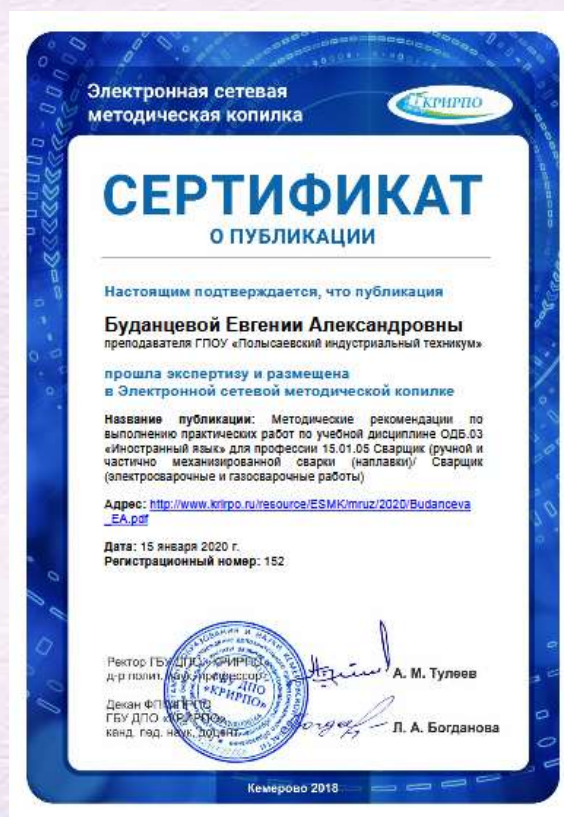 Электронная сетевая
методическая копилка
КРИРПО
СЕРТИФИКАТ
О ПУБЛИКАЦИИ
Настоящим подтверждается, что публикация
Буданцевой Евгении Александровны
преподавателя ГПОУ «Полысаевский индустриальный техникум»
прошла экспертизу и размещена
в Электронной сетевой методической копилке
Название публикации: Методические рекомендации по
выполнению практических работ по учебной дисциплине ОДБ.03
«Иностранный язык» для профессии 15.01.05 Сварщик (ручной и
частично механизированной сварки (наплавки)/ Сварщик
(электросварочные и газосварочные работы)
Адрес: http://www.krirpo.ru/resource/ESMK/mruz/2020/Budanceva
_EA.pdf
Дата: 15 января 2020 г.
Регистрационный номер: 152
Ректор ГБУ ДПО «КРИРПО»
д-р полит. наук, профессор
А. М. Тулеев
Декан
ГБУ ДПО «КРИРПО»
канд. пед. наук, доцент
Л. А. Богданова
ГБУ ДПО
«КРИРПО»
Кемерово 2018